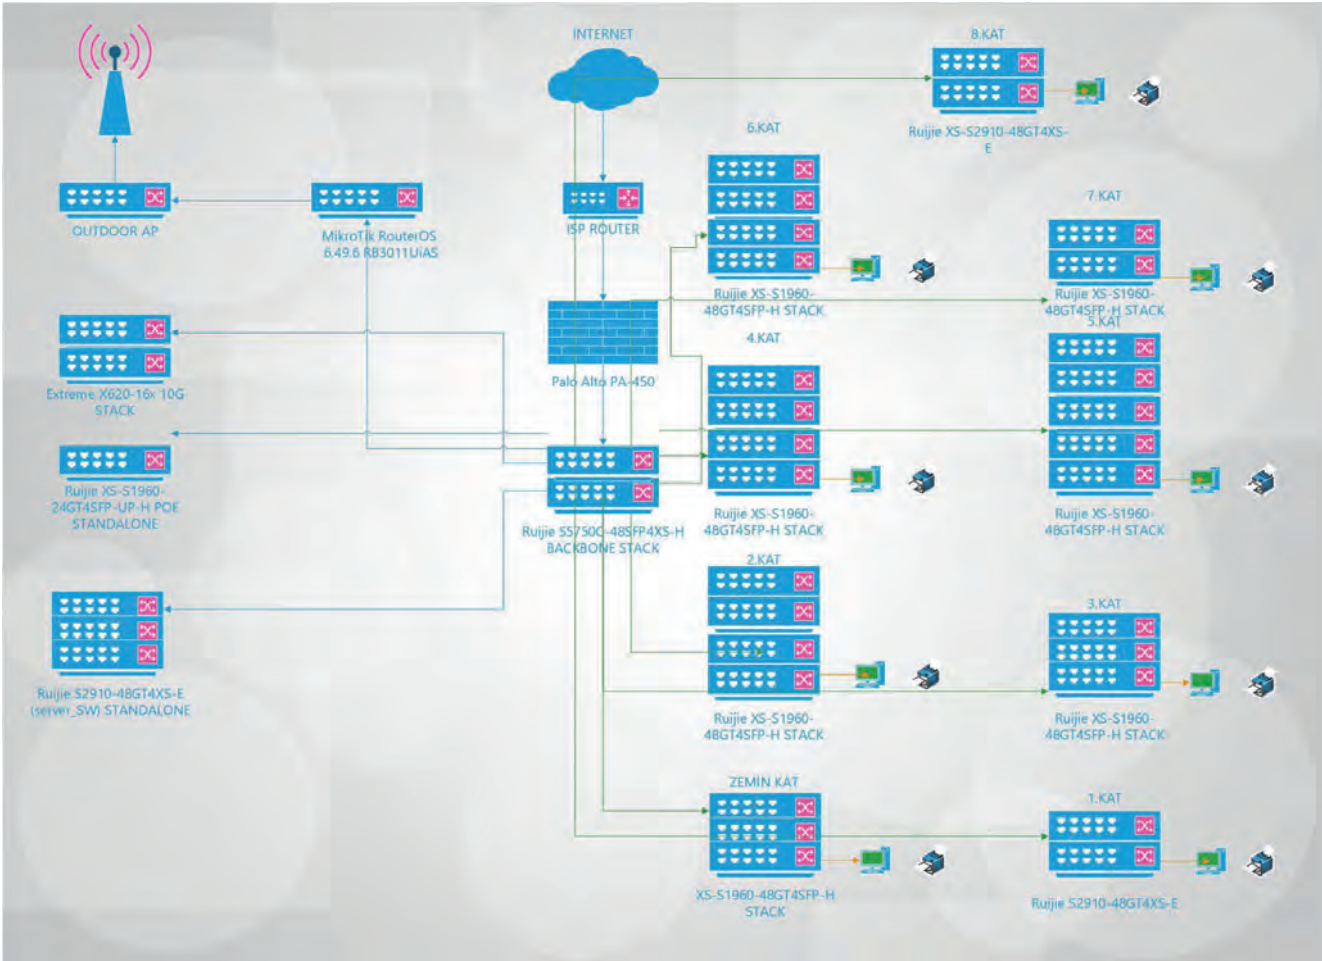 INTERNET
8.KAT
Ruijie XS-S2910-48GT4XS-
E
6.KAT
7.KAT
OUTDOOR AP
MikroTik RouterOS
6.49.6 RB3011UiAS
ISP ROUTER
Ruijie XS-S1960-
48GT4SFP-H STACK
Ruijie XS-S1960-
48GT4SFP-H STACK
5.KAT
4.KAT
Palo Alto PA-450
Extreme X620-16x 10G
STACK
Ruijie XS-S1960-
24GT4SFP-UP-H POE
STANDALONE
Ruijie S5750C-48SFP4XS-H
BACKBONE STACK
Ruijie XS-S1960-
48GT4SFP-H STACK
Ruijie XS-S1960-
48GT4SFP-H STACK
2.KAT
3.KAT
Ruijie S2910-48GT4XS-E
(server_SW) STANDALONE
Ruijie XS-S1960-
48GT4SFP-H STACK
Ruijie XS-S1960-
48GT4SFP-H STACK
ZEMİN KAT
1.KAT
XS-S1960-48GT4SFP-H
STACK
Ruijie S2910-48GT4XS-E